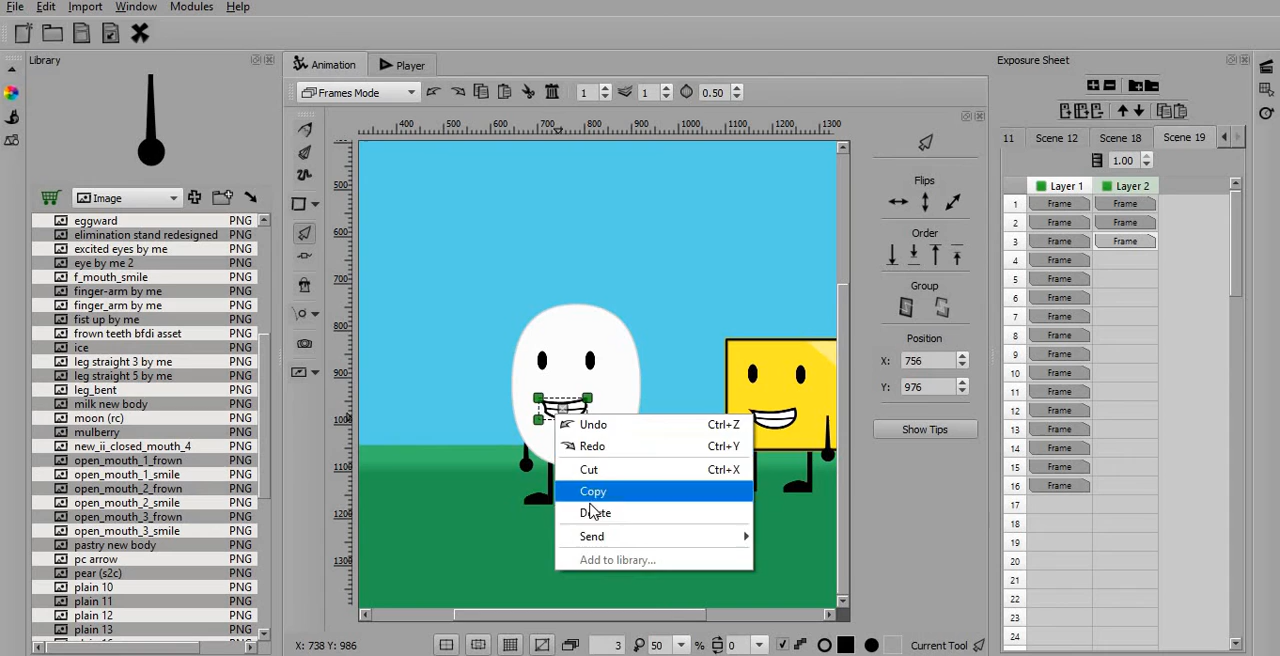 File Edit Import Window Modules Help
Library
Animation Player
Exposure Sheet
Frames Mode 1 1 0.50
400 600 700 800 900 1000 1100 1200 1300
500
600
700
800
900
1000
1100
1200
1300
Image
eggward PNG
elimination stand redesigned PNG
excited eyes by me PNG
eye by me 2 PNG
f_mouth_smile PNG
finger-arm by me PNG
finger_arm by me PNG
fist up by me PNG
frown teeth bfdi asset PNG
ice PNG
leg straight 3 by me PNG
leg straight 5 by me PNG
leg_bent PNG
milk new body PNG
moon (rc) PNG
mulberry PNG
new_ii_closed_mouth_4 PNG
open_mouth_1_frown PNG
open_mouth_1_smile PNG
open_mouth_2_frown PNG
open_mouth_2_smile PNG
open_mouth_3_frown PNG
open_mouth_3_smile PNG
pastry new body PNG
pc arrow PNG
pear (s2c) PNG
plain 10 PNG
plain 11 PNG
plain 12 PNG
plain 13 PNG
Undo Ctrl+Z
Redo Ctrl+Y
Cut Ctrl+X
Copy
Delete
Send
Add to library...
Flips
Order
Group
Position
X: 756
Y: 976
Show Tips
11 Scene 12 Scene 18 Scene 19
1.00
Layer 1 Layer 2
1 Frame Frame
2 Frame Frame
3 Frame Frame
4 Frame
5 Frame
6 Frame
7 Frame
8 Frame
9 Frame
10 Frame
11 Frame
12 Frame
13 Frame
14 Frame
15 Frame
16 Frame
17
18
19
20
21
22
23
24
X: 738 Y: 986 3 50 % 0 Current Tool